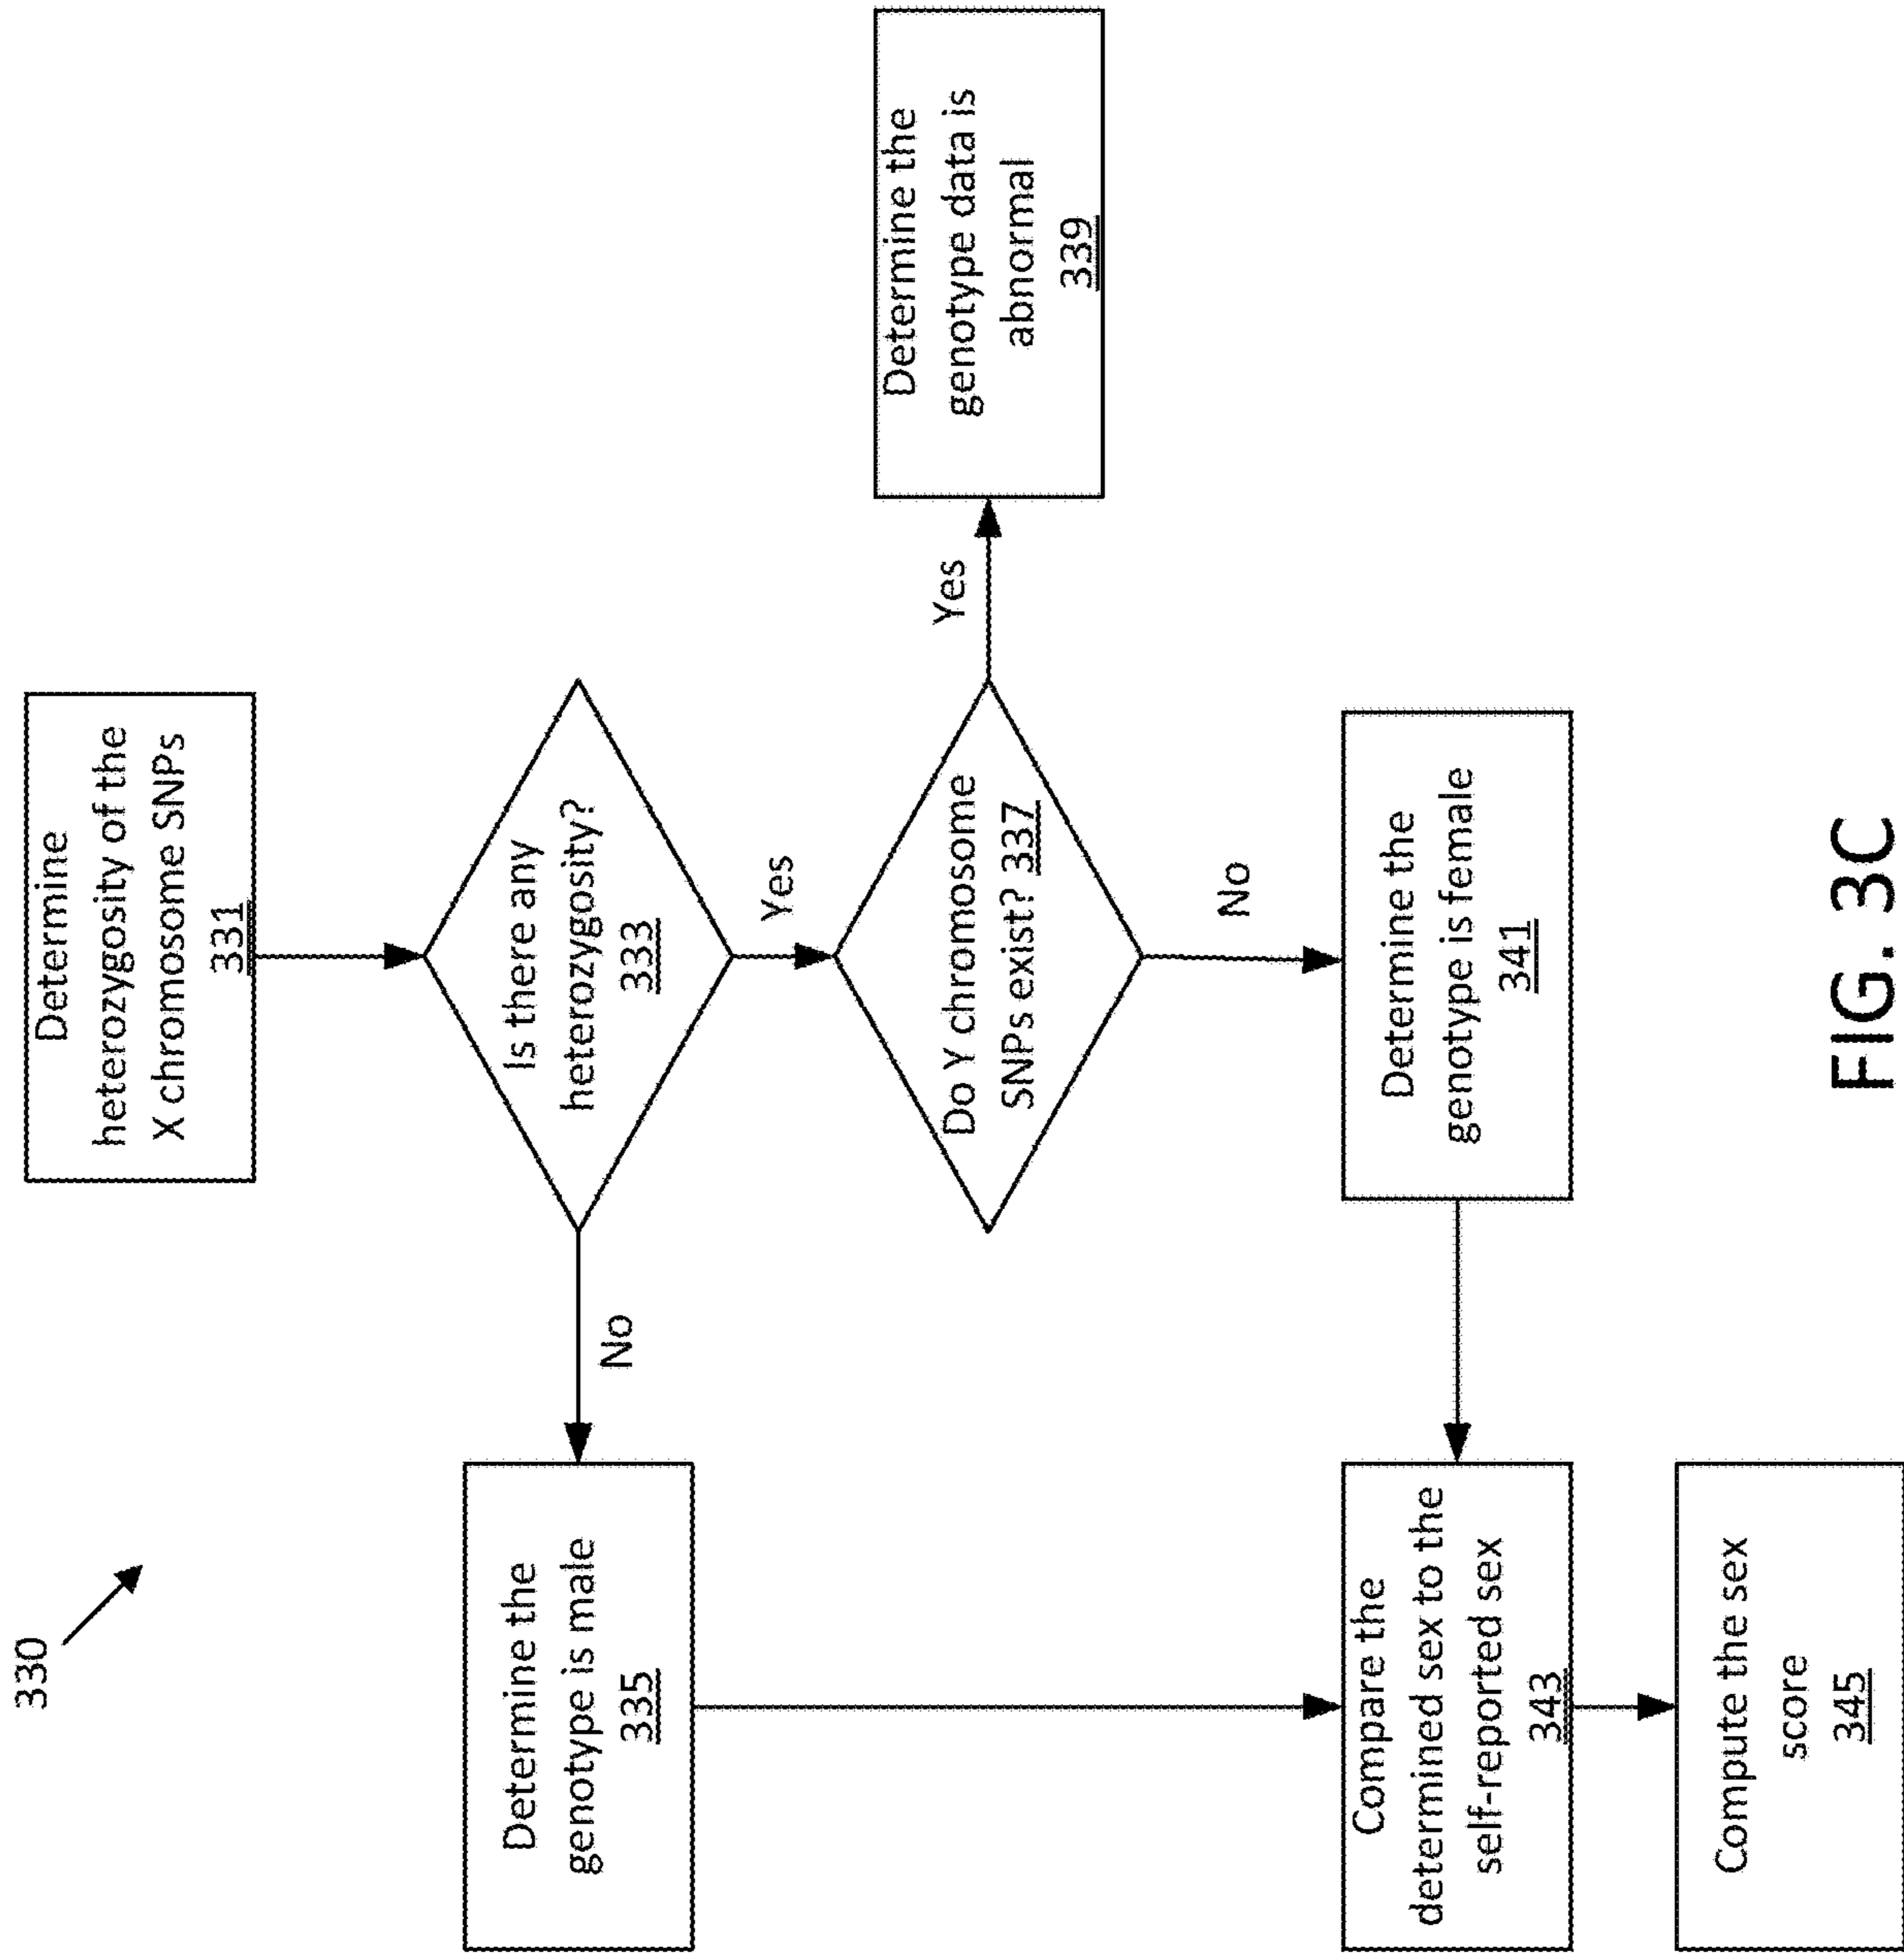 330
Determine
heterozygosity of the
X chromosome SNPs
331
Is there any
heterozygosity?
333
No
Yes
Determine the
genotype is male
335
Do Y chromosome
SNPs exist? 337
Yes
Determine the
genotype data is
abnormal
339
No
Determine the
genotype is female
341
Compare the
determined sex to the
self-reported sex
343
Compute the sex
score
345
FIG. 3C